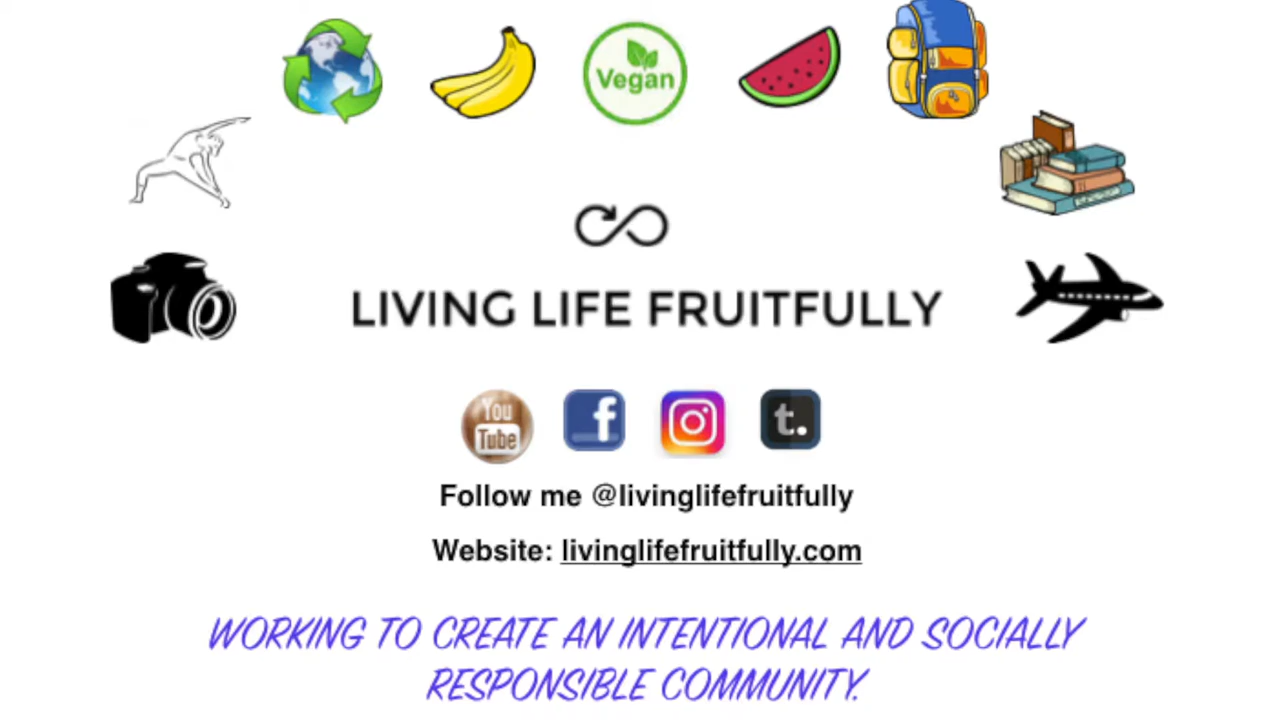 Vegan
LIVING LIFE FRUITFULLY
You
Tube
f
t.
Follow me @livinglifefruitfully
Website: livinglifefruitfully.com
WORKING TO CREATE AN INTENTIONAL AND SOCIALLY
RESPONSIBLE COMMUNITY.